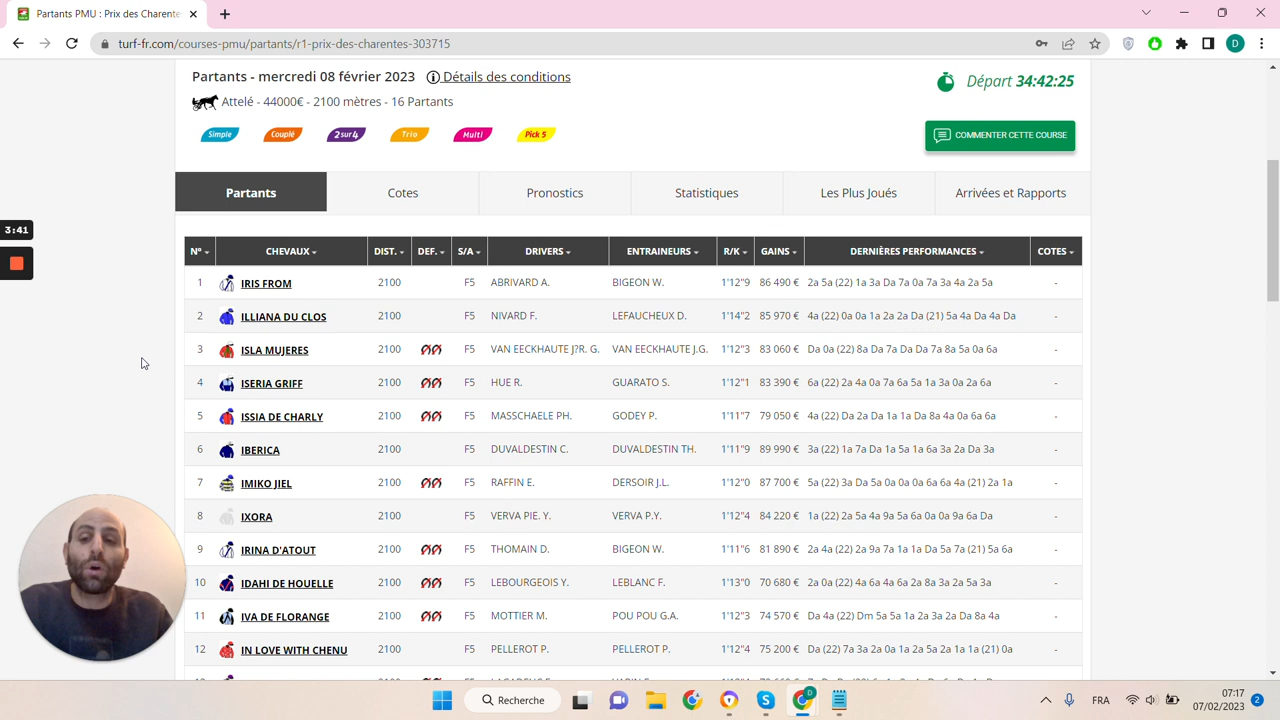 Partants PMU : Prix des Charente
turf-fr.com/courses-pmu/partants/r1-prix-des-charentes-303715
D
Partants - mercredi 08 février 2023 Détails des conditions
Départ 34:42:25
Attelé - 44000€ - 2100 mètres - 16 Partants
Simple Couplé 2sur4 Trio Multi Pick 5
COMMENTER CETTE COURSE
Partants Cotes Pronostics Statistiques Les Plus Joués Arrivées et Rapports
3:41
N° CHEVAUX DIST. DEF. S/A DRIVERS ENTRAINEURS R/K GAINS DERNIÈRES PERFORMANCES COTES
1 IRIS FROM 2100 F5 ABRIVARD A. BIGEON W. 1'12"9 86 490 € 2a 5a (22) 1a 3a Da 7a 0a 7a 3a 4a 2a 5a -
2 ILLIANA DU CLOS 2100 F5 NIVARD F. LEFAUCHEUX D. 1'14"2 85 970 € 4a (22) 0a 0a 1a 2a 2a Da (21) 5a 4a Da 4a Da -
3 ISLA MUJERES 2100 F5 VAN EECKHAUTE J?R. G. VAN EECKHAUTE J.G. 1'12"3 83 060 € Da 0a (22) 8a Da 7a Da Da 7a 8a 5a 0a 6a -
4 ISERIA GRIFF 2100 F5 HUE R. GUARATO S. 1'12"1 83 390 € 6a (22) 2a 4a 0a 7a 6a 5a 1a 3a 0a 2a 6a -
5 ISSIA DE CHARLY 2100 F5 MASSCHAELE PH. GODEY P. 1'11"7 79 050 € 4a (22) Da 2a Da 1a 1a Da 8a 4a 0a 6a 6a -
6 IBERICA 2100 F5 DUVALDESTIN C. DUVALDESTIN TH. 1'11"9 89 990 € 3a (22) 1a 7a Da 1a 5a 1a 6a 3a 2a Da 3a -
7 IMIKO JIEL 2100 F5 RAFFIN E. DERSOIR J.L. 1'12"0 87 700 € 5a (22) 3a Da 5a 0a 0a 0a 6a 4a (21) 2a 1a -
8 IXORA 2100 F5 VERVA PIE. Y. VERVA P.Y. 1'12"4 84 220 € 1a (22) 2a 5a 4a 9a 5a 6a 0a 0a 9a 6a Da -
9 IRINA D'ATOUT 2100 F5 THOMAIN D. BIGEON W. 1'11"6 81 890 € 2a 4a (22) 2a 9a 7a 1a 1a Da 5a 7a (21) 5a 6a -
10 IDAHI DE HOUELLE 2100 F5 LEBOURGEOIS Y. LEBLANC F. 1'13"0 70 680 € 2a 0a (22) 4a 6a 4a 6a 2a 8a 3a 2a 5a 3a -
11 IVA DE FLORANGE 2100 F5 MOTTIER M. POU POU G.A. 1'12"3 74 570 € Da 4a (22) Dm 5a 5a 1a 2a 3a 2a Da 8a 4a -
12 IN LOVE WITH CHENU 2100 F5 PELLEROT P. PELLEROT P. 1'12"4 75 200 € Da (22) 7a 3a 2a 0a 1a 2a 3a 2a 1a 1a (21) 0a -
Recherche
FRA
07:17
07/02/2023
2